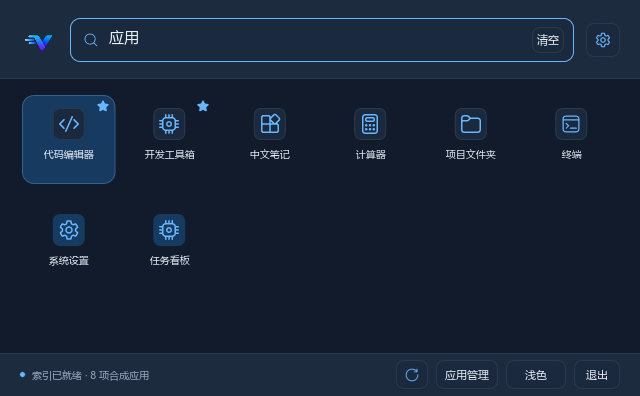 应用
清空
代码编辑器
开发工具箱
中文笔记
计算器
项目文件夹
终端
系统设置
任务看板
索引已就绪 · 8 项合成应用
应用管理
浅色
退出